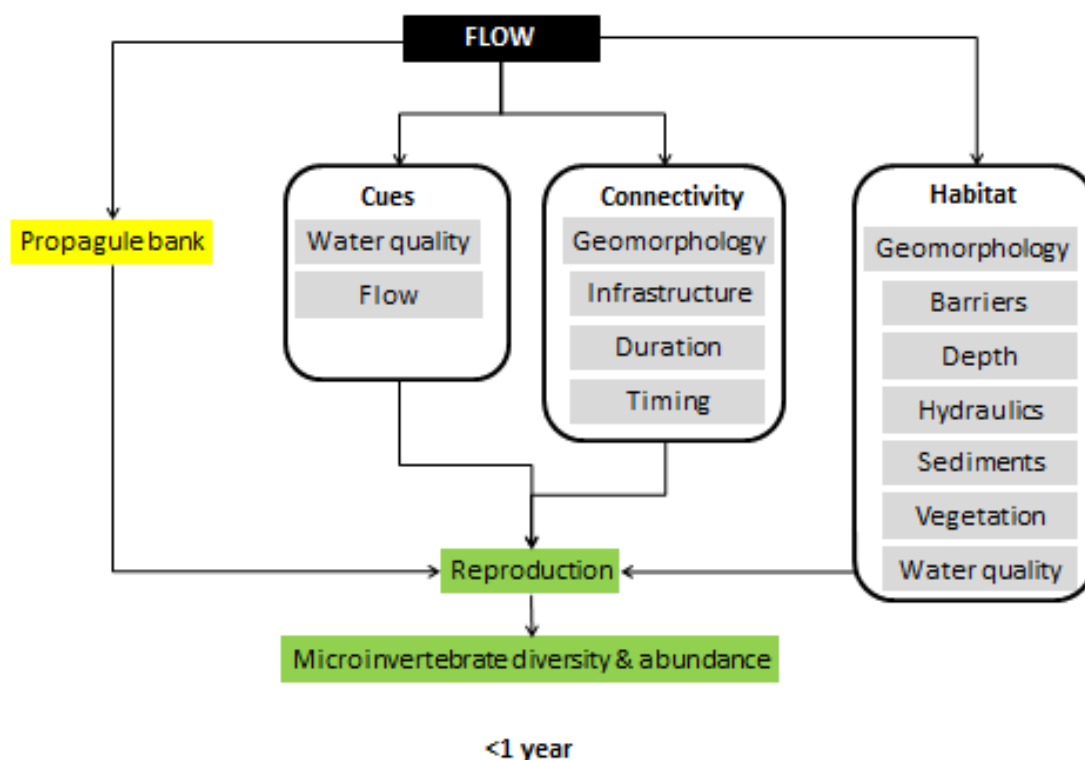 FLOW
Propagule bank
Cues
Water quality
Flow
Connectivity
Geomorphology
Infrastructure
Duration
Timing
Habitat
Geomorphology
Barriers
Depth
Hydraulics
Sediments
Vegetation
Water quality
Reproduction
Microinvertebrate diversity & abundance
<1 year